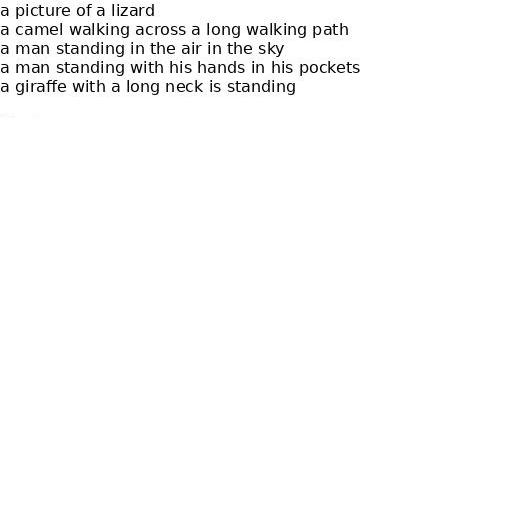 a picture of a lizard
a camel walking across a long walking path
a man standing in the air in the sky
a man standing with his hands in his pockets
a giraffe with a long neck is standing